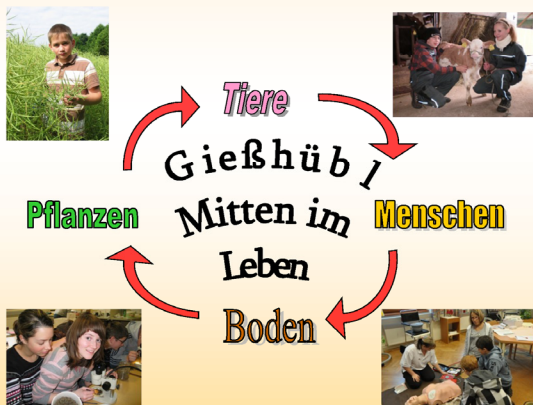 Tiere
Gießhübl
Mitten im
Leben
Pflanzen
Menschen
Boden